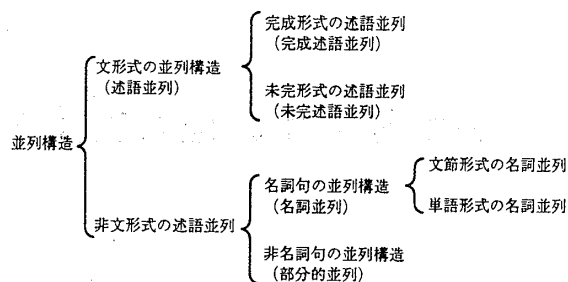 並列構造
文形式の並列構造
(述語並列)
完成形式の述語並列
(完成述語並列)
未完形式の述語並列
(未完述語並列)
非文形式の述語並列
名詞句の並列構造
(名詞並列)
文節形式の名詞並列
単語形式の名詞並列
非名詞句の並列構造
(部分的並列)